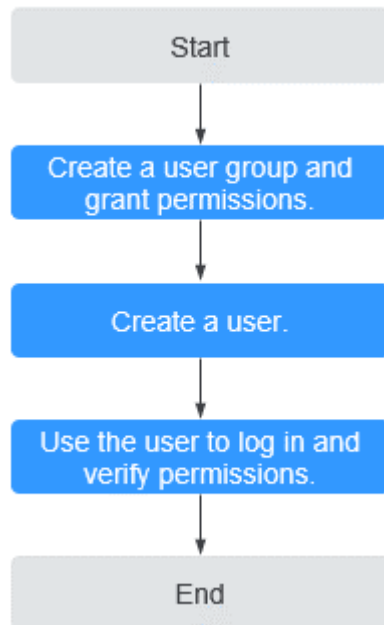 Start
Create a user group and
grant permissions.
Create a user.
Use the user to log in and
verify permissions.
End